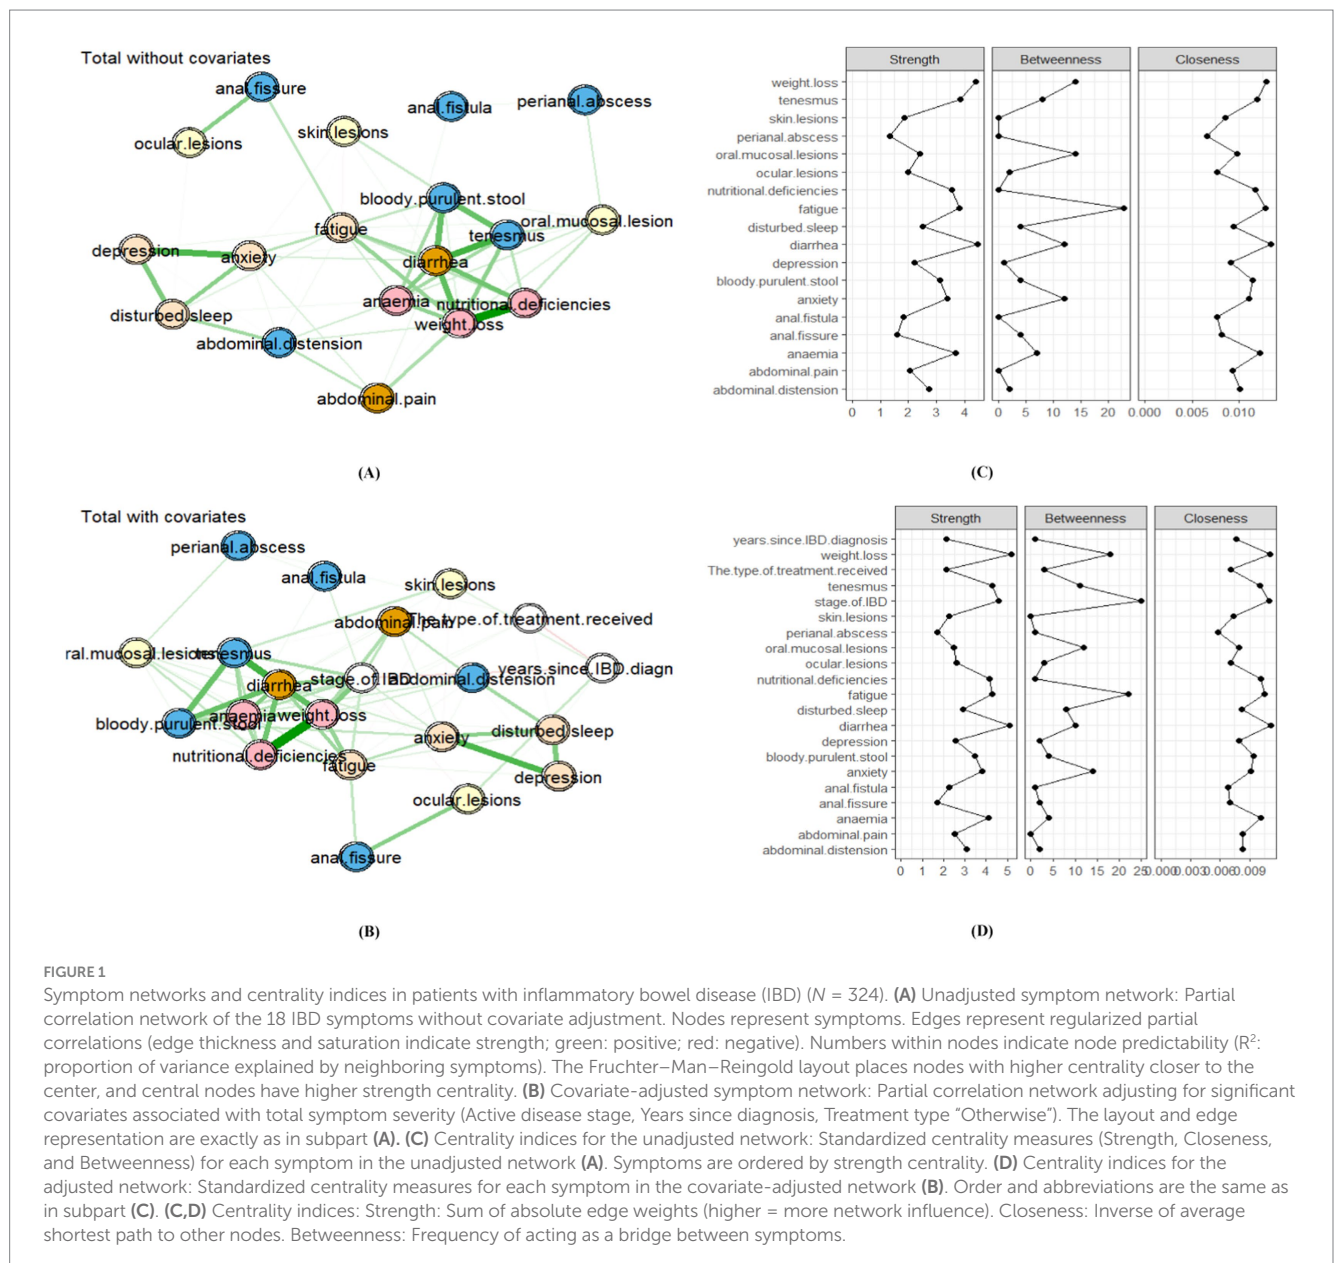 Total without covariates
anal.fissure
anal.fistula
perianal.abscess
ocular.lesions
skin.lesions
bloody.purulent.stool
oral.mucosal.lesion
fatigue
tenesmus
depression
anxiety
diarrhea
anaemia
nutritional.deficiencies
disturbed.sleep
weight.loss
abdominal.distension
abdominal.pain
(A)
Strength Betweenness Closeness
weight.loss
tenesmus
skin.lesions
perianal.abscess
oral.mucosal.lesions
ocular.lesions
nutritional.deficiencies
fatigue
disturbed.sleep
diarrhea
depression
bloody.purulent.stool
anxiety
anal.fistula
anal.fissure
anaemia
abdominal.pain
abdominal.distension
0 1 2 3 4 0 5 10 15 20 0.000 0.005 0.010
(C)
Total with covariates
perianal.abscess
anal.fistula
skin.lesions
abdominal.pain
The.type.of.treatment.received
ral.mucosal.lesions
tenesmus
years.since.IBD.diagn
diarrhea
stage.of.IBD
abdominal.distension
anaemia
weight.loss
bloody.purulent.stool
anxiety
disturbed.sleep
nutritional.deficiencies
fatigue
depression
ocular.lesions
anal.fissure
(B)
Strength Betweenness Closeness
years.since.IBD.diagnosis
weight.loss
The.type.of.treatment.received
tenesmus
stage.of.IBD
skin.lesions
perianal.abscess
oral.mucosal.lesions
ocular.lesions
nutritional.deficiencies
fatigue
disturbed.sleep
diarrhea
depression
bloody.purulent.stool
anxiety
anal.fistula
anal.fissure
anaemia
abdominal.pain
abdominal.distension
0 1 2 3 4 5 0 5 10 15 20 25 0.000 0.003 0.006 0.009
(D)
FIGURE 1
Symptom networks and centrality indices in patients with inflammatory bowel disease (IBD) (N = 324). (A) Unadjusted symptom network: Partial
correlation network of the 18 IBD symptoms without covariate adjustment. Nodes represent symptoms. Edges represent regularized partial
correlations (edge thickness and saturation indicate strength; green: positive; red: negative). Numbers within nodes indicate node predictability (R²:
proportion of variance explained by neighboring symptoms). The Fruchter–Man–Reingold layout places nodes with higher centrality closer to the
center, and central nodes have higher strength centrality. (B) Covariate-adjusted symptom network: Partial correlation network adjusting for significant
covariates associated with total symptom severity (Active disease stage, Years since diagnosis, Treatment type “Otherwise”). The layout and edge
representation are exactly as in subpart (A). (C) Centrality indices for the unadjusted network: Standardized centrality measures (Strength, Closeness,
and Betweenness) for each symptom in the unadjusted network (A). Symptoms are ordered by strength centrality. (D) Centrality indices for the
adjusted network: Standardized centrality measures for each symptom in the covariate-adjusted network (B). Order and abbreviations are the same as
in subpart (C). (C,D) Centrality indices: Strength: Sum of absolute edge weights (higher = more network influence). Closeness: Inverse of average
shortest path to other nodes. Betweenness: Frequency of acting as a bridge between symptoms.